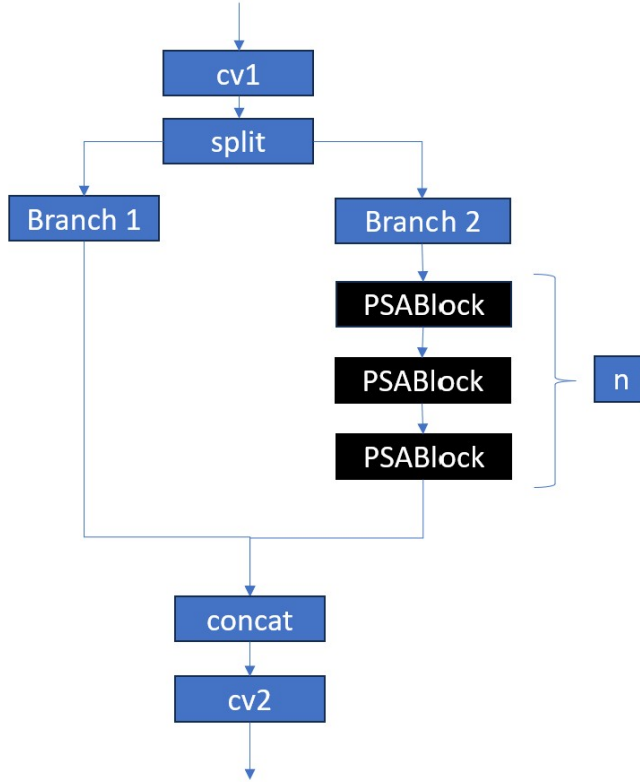 cv1
split
Branch 1
Branch 2
PSABlock
PSABlock
n
PSABlock
concat
cv2